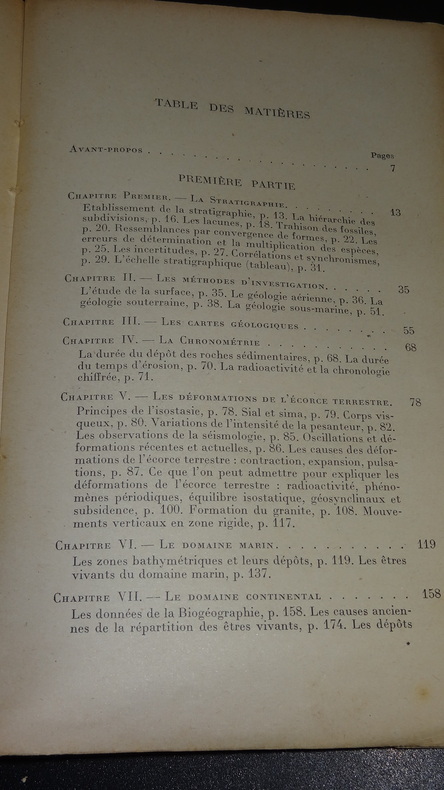 TABLE DES MATIÈRES
AVANT-PROPOS . . . . . . . . . . . . . . . . . . . Pages
7
PREMIÈRE PARTIE
CHAPITRE PREMIER. — LA STRATIGRAPHIE. . . . . . . . . 13
Etablissement de la stratigraphie, p. 13. La hiérarchie des
subdivisions, p. 16. Les lacunes, p. 18. Trahison des fossiles,
p. 20. Ressemblances par convergence de formes, p. 22. Les
erreurs de détermination et la multiplication des espèces,
p. 25. Les incertitudes, p. 27. Corrélations et synchronismes,
p. 29. L'échelle stratigraphique (tableau), p. 31.
CHAPITRE II. — LES MÉTHODES D'INVESTIGATION. . . . . . 35
L'étude de la surface, p. 35. Le géologie aérienne, p. 36. La
géologie souterraine, p. 38. La géologie sous-marine, p. 51.
CHAPITRE III. — LES CARTES GÉOLOGIQUES . . . . . . . . 55
CHAPITRE IV. — LA CHRONOMÉTRIE . . . . . . . . . . . 68
La durée du dépôt des roches sédimentaires, p. 68. La durée
du temps d'érosion, p. 70. La radioactivité et la chronologie
chiffrée, p. 71.
CHAPITRE V. — LES DÉFORMATIONS DE L'ÉCORCE TERRESTRE. 78
Principes de l'isostasie, p. 78. Sial et sima, p. 79. Corps vis-
queux, p. 80. Variations de l'intensité de la pesanteur, p. 82.
Les observations de la séismologie, p. 85. Oscillations et dé-
formations récentes et actuelles, p. 86. Les causes des défor-
mations de l'écorce terrestre : contraction, expansion, pulsa-
tions, p. 87. Ce que l'on peut admettre pour expliquer les
déformations de l'écorce terrestre : radioactivité, phéno-
mènes périodiques, équilibre isostatique, géosynclinaux et
subsidence, p. 100. Formation du granite, p. 108. Mouve-
ments verticaux en zone rigide, p. 117.
CHAPITRE VI. — LE DOMAINE MARIN. . . . . . . . . . . 119
Les zones bathymétriques et leurs dépôts, p. 119. Les êtres
vivants du domaine marin, p. 137.
CHAPITRE VII. — LE DOMAINE CONTINENTAL . . . . . . . 158
Les données de la Biogéographie, p. 158. Les causes ancien-
nes de la répartition des êtres vivants, p. 174. Les dépôts